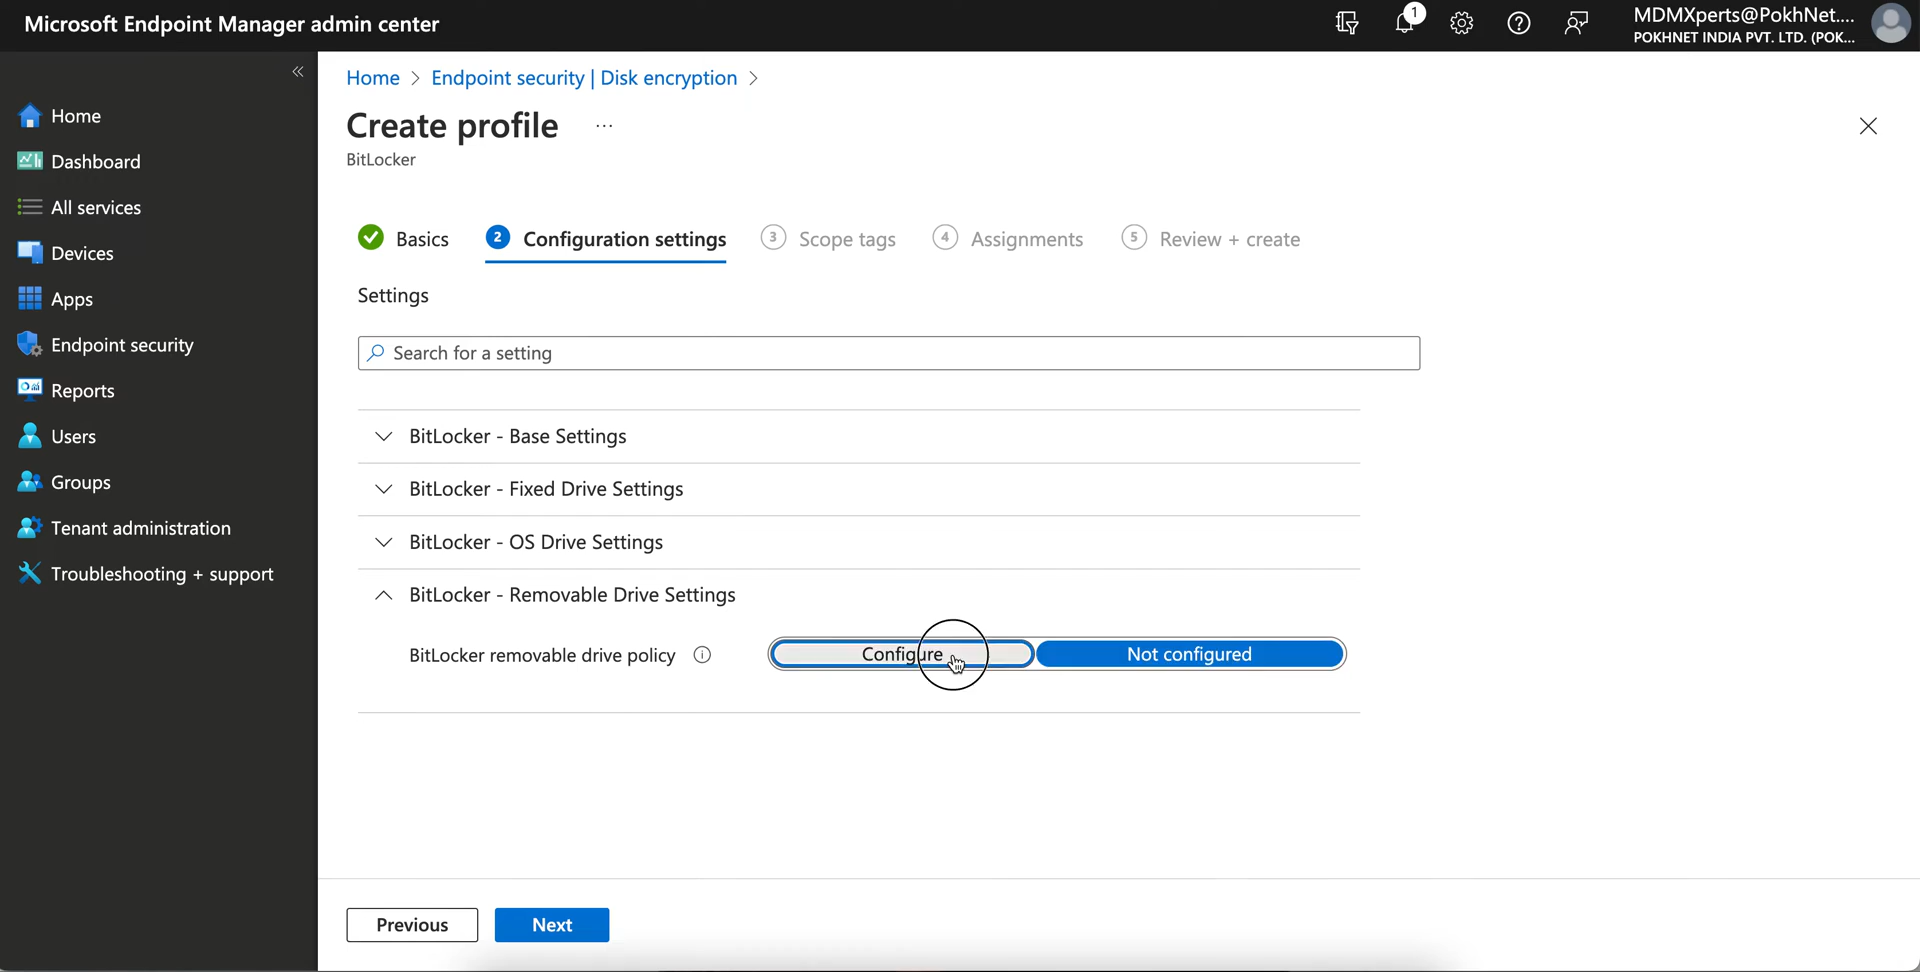 Microsoft Endpoint Manager admin center
1
MDMXperts@PokhNet....
POKHNET INDIA PVT. LTD. (POK...
Home
Dashboard
All services
Devices
Apps
Endpoint security
Reports
Users
Groups
Tenant administration
Troubleshooting + support
Home > Endpoint security | Disk encryption >
Create profile ...
BitLocker
Basics 2 Configuration settings 3 Scope tags 4 Assignments 5 Review + create
Settings
Search for a setting
BitLocker - Base Settings
BitLocker - Fixed Drive Settings
BitLocker - OS Drive Settings
BitLocker - Removable Drive Settings
BitLocker removable drive policy Configure Not configured
Previous Next